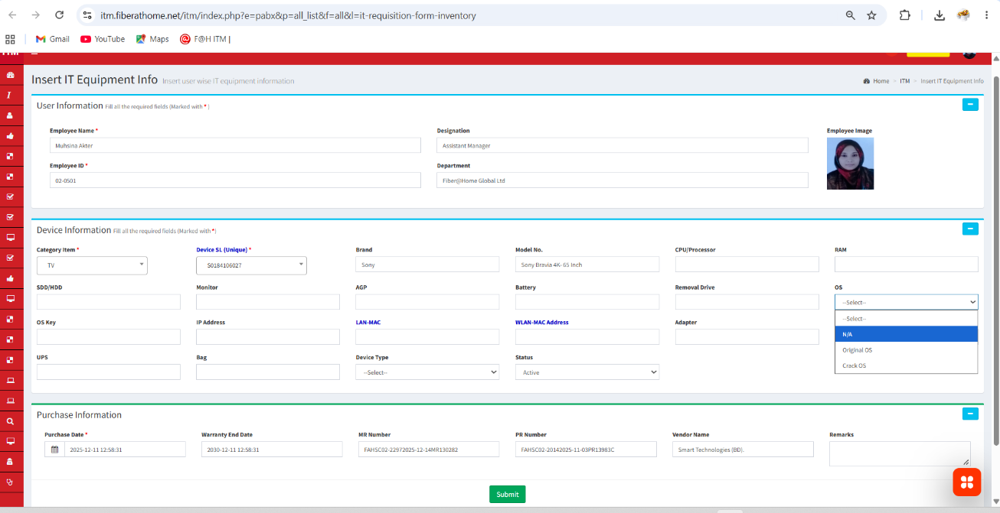 itm.fiberathome.net/itm/index.php?e=pabx&p=all_list&f=all&l=it-requisition-form-inventory
Gmail YouTube Maps F@H ITM |
ITM
Insert IT Equipment Info Insert user wise IT equipment information
Home > ITM > Insert IT Equipment Info
User Information Fill all the required fields (Marked with * )
Employee Name * Designation Employee Image
Muhsina Akter Assistant Manager
Employee ID * Department
02-0501 Fiber@Home Global Ltd
Device Information Fill all the required fields (Marked with *)
Category Item * Device SL (Unique) * Brand Model No. CPU/Processor RAM
TV S0184106027 Sony Sony Bravia 4K- 65 Inch
SDD/HDD Monitor AGP Battery Removal Drive OS
--Select--
--Select--
OS Key IP Address LAN-MAC WLAN-MAC Address Adapter
N/A
Original OS
UPS Bag Device Type Status
Crack OS
--Select-- Active
Purchase Information
Purchase Date * Warranty End Date MR Number PR Number Vendor Name Remarks
2025-12-11 12:58:31 2030-12-11 12:58:31 FAHSC02-22972025-12-14MR130282 FAHSC02-20142025-11-03PR13983C Smart Technologies (BD).
Submit